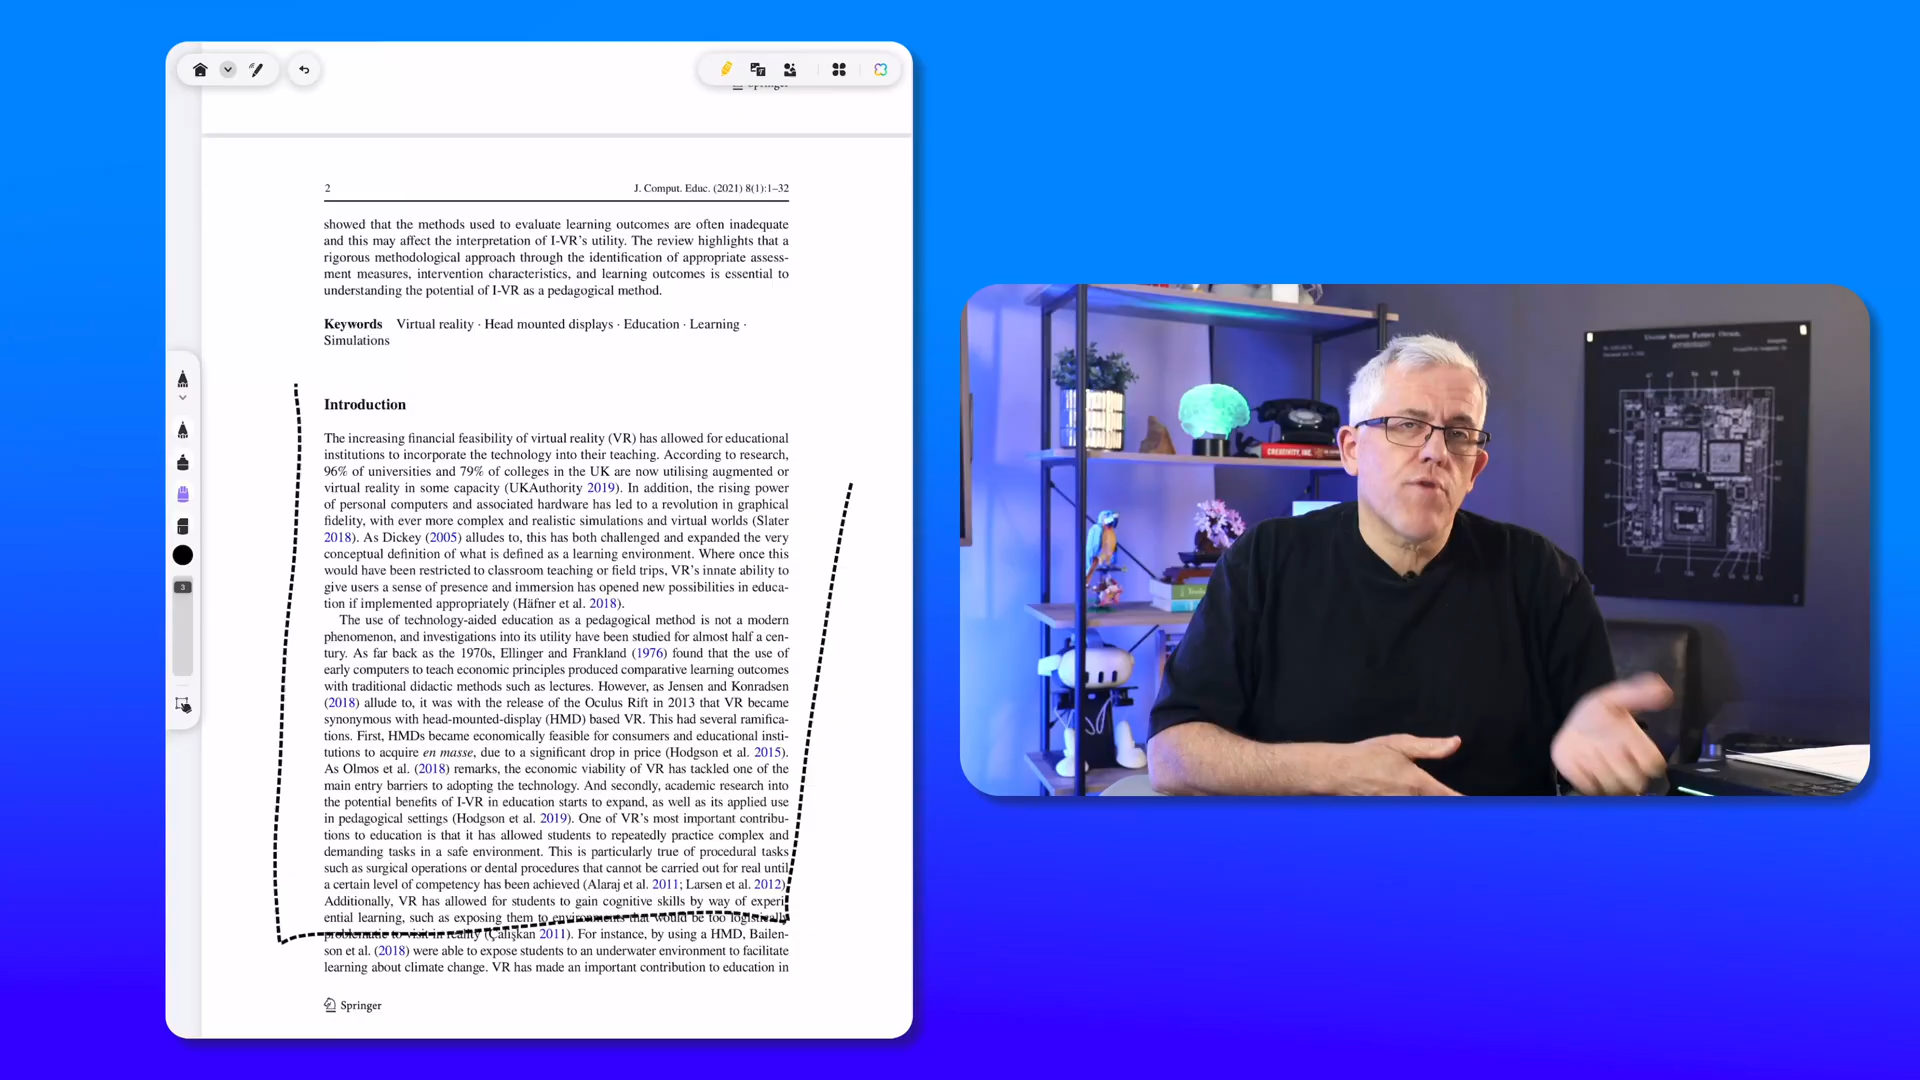 Springer
2 J. Comput. Educ. (2021) 8(1):1–32
showed that the methods used to evaluate learning outcomes are often inadequate
and this may affect the interpretation of I-VR’s utility. The review highlights that a
rigorous methodological approach through the identification of appropriate assess-
ment measures, intervention characteristics, and learning outcomes is essential to
understanding the potential of I-VR as a pedagogical method.
Keywords Virtual reality · Head mounted displays · Education · Learning ·
Simulations
Introduction
The increasing financial feasibility of virtual reality (VR) has allowed for educational
institutions to incorporate the technology into their teaching. According to research,
96% of universities and 79% of colleges in the UK are now utilising augmented or
virtual reality in some capacity (UKAuthority 2019). In addition, the rising power
of personal computers and associated hardware has led to a revolution in graphical
fidelity, with ever more complex and realistic simulations and virtual worlds (Slater
2018). As Dickey (2005) alludes to, this has both challenged and expanded the very
conceptual definition of what is defined as a learning environment. Where once this
would have been restricted to classroom teaching or field trips, VR’s innate ability to
give users a sense of presence and immersion has opened new possibilities in educa-
tion if implemented appropriately (Häfner et al. 2018).
The use of technology-aided education as a pedagogical method is not a modern
phenomenon, and investigations into its utility have been studied for almost half a cen-
tury. As far back as the 1970s, Ellinger and Frankland (1976) found that the use of
early computers to teach economic principles produced comparative learning outcomes
with traditional didactic methods such as lectures. However, as Jensen and Konradsen
(2018) allude to, it was with the release of the Oculus Rift in 2013 that VR became
synonymous with head-mounted-display (HMD) based VR. This had several ramifica-
tions. First, HMDs became economically feasible for consumers and educational insti-
tutions to acquire en masse, due to a significant drop in price (Hodgson et al. 2015).
As Olmos et al. (2018) remarks, the economic viability of VR has tackled one of the
main entry barriers to adopting the technology. And secondly, academic research into
the potential benefits of I-VR in education starts to expand, as well as its applied use
in pedagogical settings (Hodgson et al. 2019). One of VR’s most important contribu-
tions to education is that it has allowed students to repeatedly practice complex and
demanding tasks in a safe environment. This is particularly true of procedural tasks
such as surgical operations or dental procedures that cannot be carried out for real until
a certain level of competency has been achieved (Alaraj et al. 2011; Larsen et al. 2012)
Additionally, VR has allowed for students to gain cognitive skills by way of experi
ential learning, such as exposing them to environments that would be too logistically
problematic to visit in reality (Çalişkan 2011). For instance, by using a HMD, Bailen-
son et al. (2018) were able to expose students to an underwater environment to facilitate
learning about climate change. VR has made an important contribution to education in
Springer
3
CREATIVITY, INC.